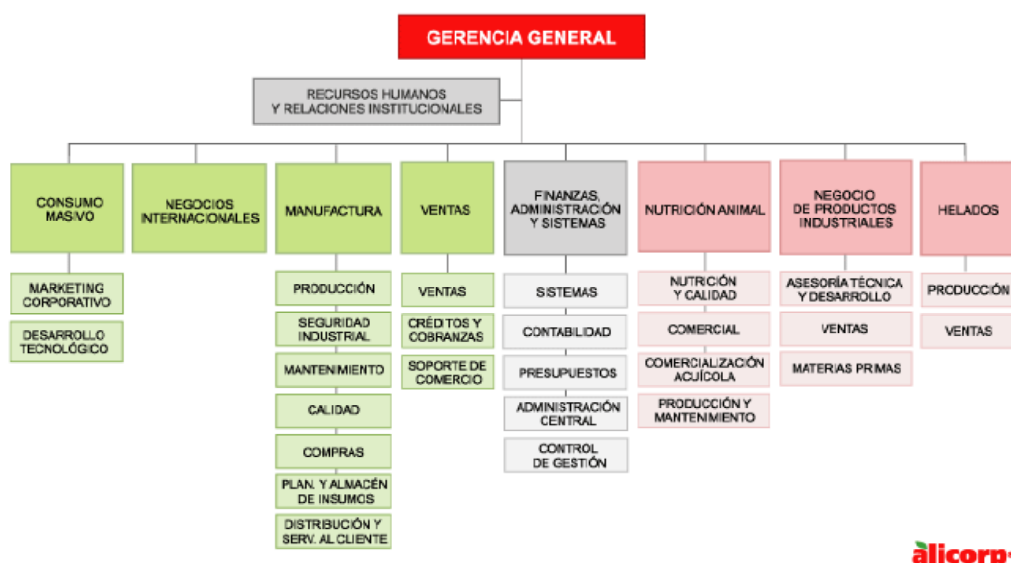 GERENCIA GENERAL
RECURSOS HUMANOS
Y RELACIONES INSTITUCIONALES
CONSUMO
MASIVO
MARKETING
CORPORATIVO
DESARROLLO
TECNOLÓGICO
NEGOCIOS
INTERNACIONALES
MANUFACTURA
PRODUCCIÓN
SEGURIDAD
INDUSTRIAL
MANTENIMIENTO
CALIDAD
COMPRAS
PLAN. Y ALMACÉN
DE INSUMOS
DISTRIBUCIÓN Y
SERV. AL CLIENTE
VENTAS
VENTAS
CRÉDITOS Y
COBRANZAS
SOPORTE DE
COMERCIO
FINANZAS,
ADMINISTRACIÓN
Y SISTEMAS
SISTEMAS
CONTABILIDAD
PRESUPUESTOS
ADMINISTRACIÓN
CENTRAL
CONTROL
DE GESTIÓN
NUTRICIÓN ANIMAL
NUTRICIÓN
Y CALIDAD
COMERCIAL
COMERCIALIZACIÓN
ACUÍCOLA
PRODUCCIÓN Y
MANTENIMIENTO
NEGOCIO
DE PRODUCTOS
INDUSTRIALES
ASESORÍA TÉCNICA
Y DESARROLLO
VENTAS
MATERIAS PRIMAS
HELADOS
PRODUCCIÓN
VENTAS
alicorp